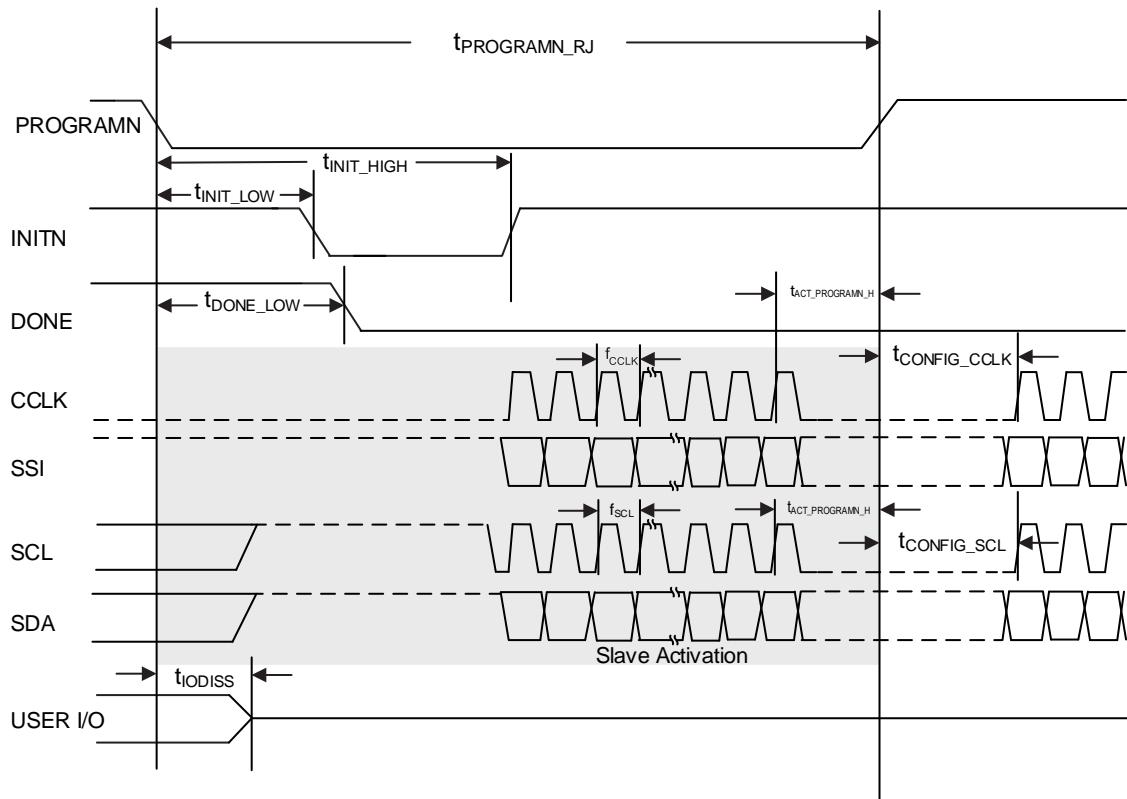 tPROGRAMN_RJ
PROGRAMN
tINIT_HIGH
tINIT_LOW
INITN
tDONE_LOW
tACT_PROGRAMN_H
DONE
fCCLK
tCONFIG_CCLK
CCLK
SSI
fSCL
tACT_PROGRAMN_H
tCONFIG_SCL
SCL
SDA
Slave Activation
tIODISS
USER I/O